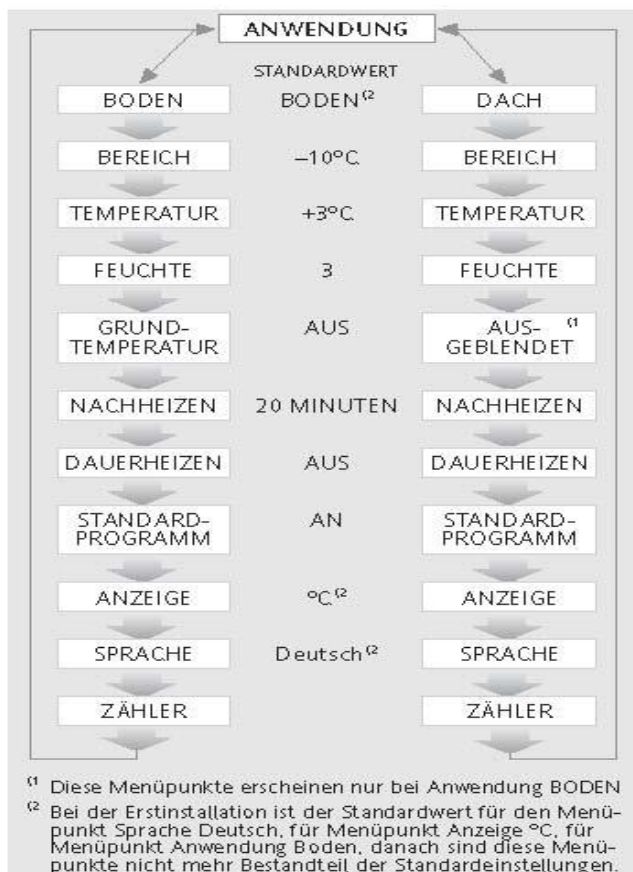 ANWENDUNG
STANDARDWERT
BODEN BODEN⁽² DACH
BEREICH –10°C BEREICH
TEMPERATUR +3°C TEMPERATUR
FEUCHTE 3 FEUCHTE
GRUND- AUS AUS- ⁽¹
TEMPERATUR GEBLENDET
NACHHEIZEN 20 MINUTEN NACHHEIZEN
DAUERHEIZEN AUS DAUERHEIZEN
STANDARD- AN STANDARD-
PROGRAMM PROGRAMM
ANZEIGE °C⁽² ANZEIGE
SPRACHE Deutsch⁽² SPRACHE
ZÄHLER ZÄHLER
⁽¹ Diese Menüpunkte erscheinen nur bei Anwendung BODEN
⁽² Bei der Erstinstallation ist der Standardwert für den Menü-
punkt Sprache Deutsch, für Menüpunkt Anzeige °C, für
Menüpunkt Anwendung Boden, danach sind diese Menü-
punkte nicht mehr Bestandteil der Standardeinstellungen.